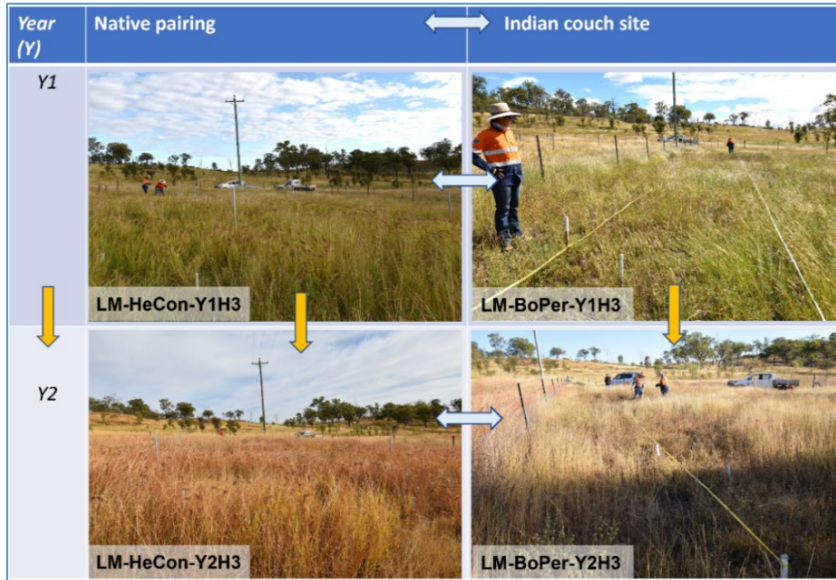 Year
(Y)
Native pairing
Indian couch site
Y1
LM-HeCon-Y1H3
LM-BoPer-Y1H3
Y2
LM-HeCon-Y2H3
LM-BoPer-Y2H3